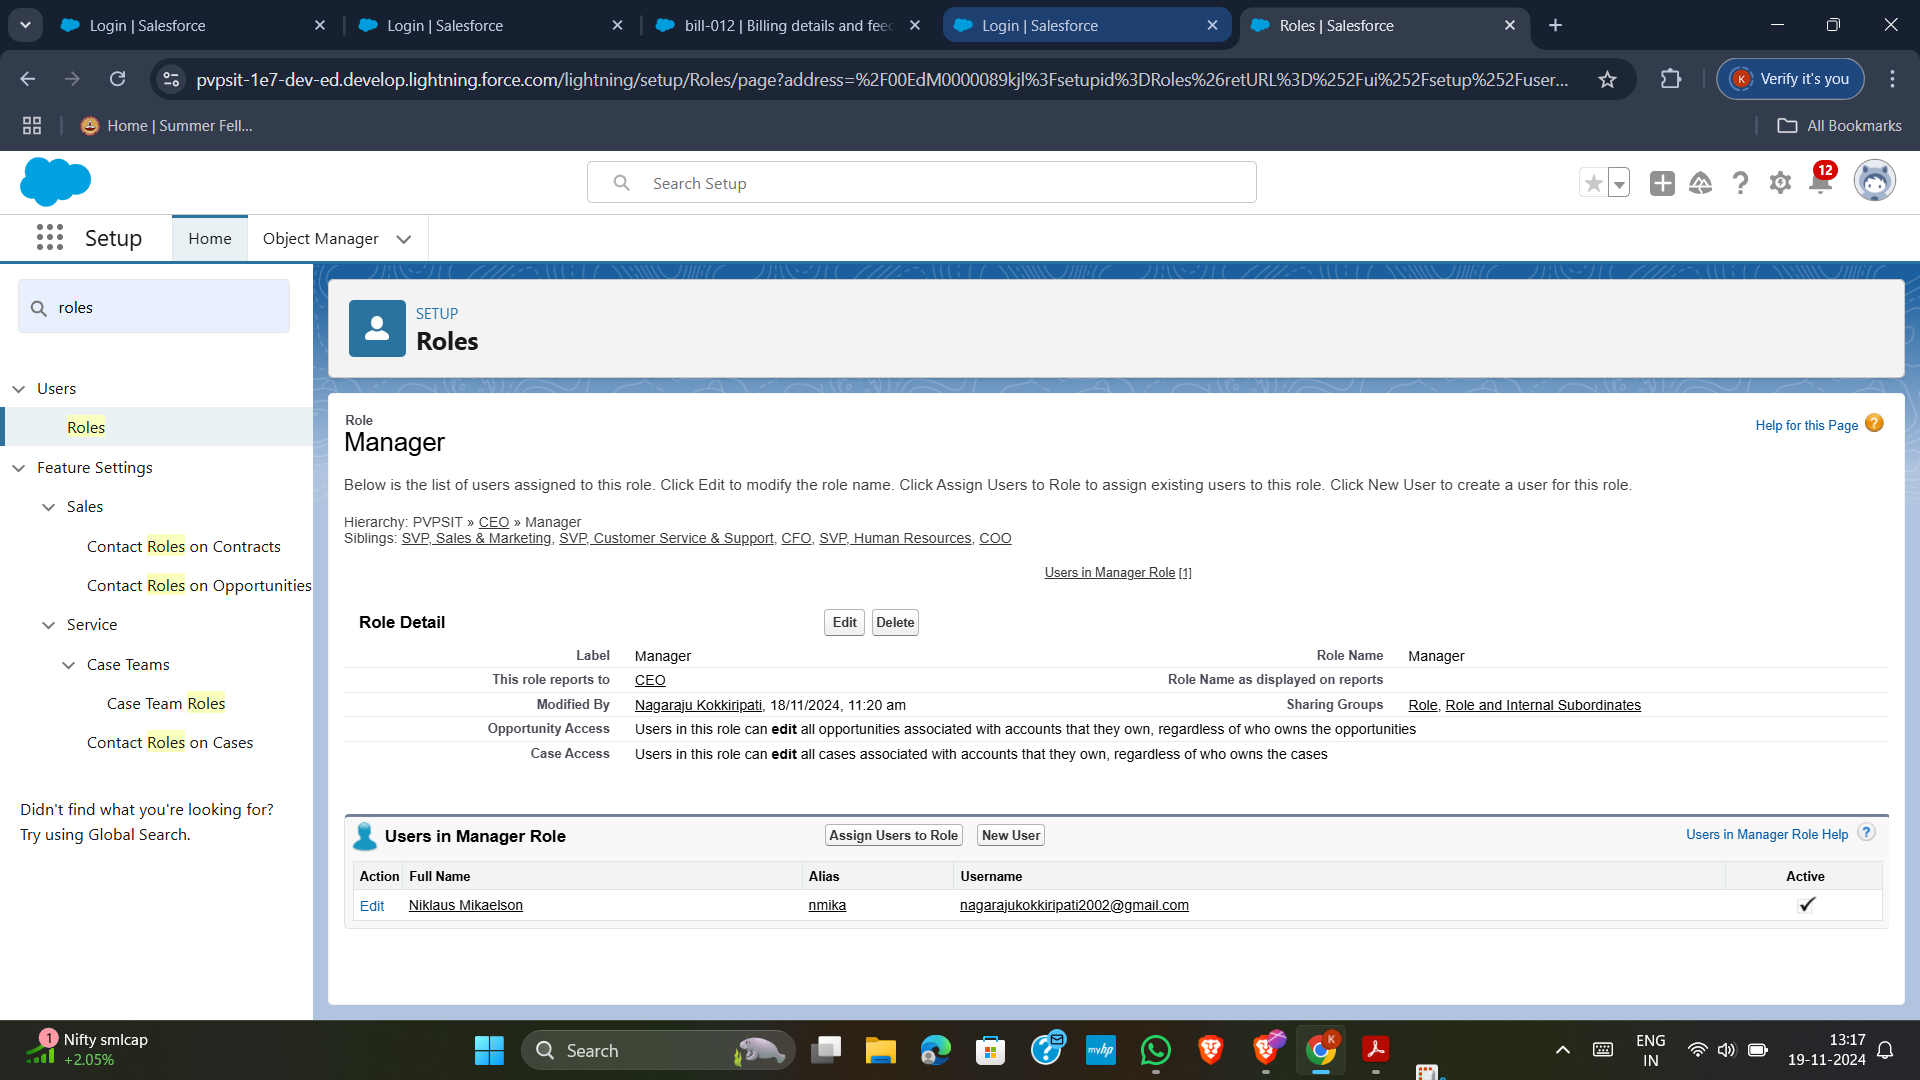 Login | Salesforce
Login | Salesforce
bill-012 | Billing details and feed
Login | Salesforce
Roles | Salesforce
pvpsit-1e7-dev-ed.develop.lightning.force.com/lightning/setup/Roles/page?address=%2F00EdM0000089kjl%3Fsetupid%3DRoles%26retURL%3D%252Fui%252Fsetup%252Fuser...
K Verify it's you
Home | Summer Fell...
All Bookmarks
Search Setup
12
Setup
Home
Object Manager
roles
Users
Roles
Feature Settings
Sales
Contact Roles on Contracts
Contact Roles on Opportunities
Service
Case Teams
Case Team Roles
Contact Roles on Cases
Didn't find what you're looking for?
Try using Global Search.
SETUP
Roles
Role
Manager
Help for this Page ?
Below is the list of users assigned to this role. Click Edit to modify the role name. Click Assign Users to Role to assign existing users to this role. Click New User to create a user for this role.
Hierarchy: PVPSIT » CEO » Manager
Siblings: SVP, Sales & Marketing, SVP, Customer Service & Support, CFO, SVP, Human Resources, COO
Users in Manager Role [1]
Role Detail Edit Delete
Label Manager Role Name Manager
This role reports to CEO Role Name as displayed on reports
Modified By Nagaraju Kokkiripati, 18/11/2024, 11:20 am Sharing Groups Role, Role and Internal Subordinates
Opportunity Access Users in this role can edit all opportunities associated with accounts that they own, regardless of who owns the opportunities
Case Access Users in this role can edit all cases associated with accounts that they own, regardless of who owns the cases
Users in Manager Role Assign Users to Role New User Users in Manager Role Help ?
Action Full Name Alias Username Active
Edit Niklaus Mikaelson nmika nagarajukokkiripati2002@gmail.com
1 Nifty smlcap
+2.05%
Search
myhp
K
ENG
IN
13:17
19-11-2024